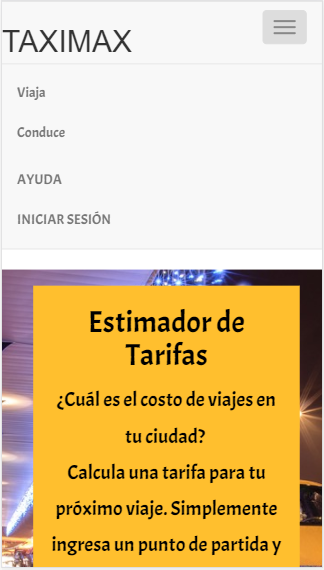 TAXIMAX
Viaja
Conduce
AYUDA
INICIAR SESIÓN
Estimador de
Tarifas
¿Cuál es el costo de viajes en
tu ciudad?
Calcula una tarifa para tu
próximo viaje. Simplemente
ingresa un punto de partida y